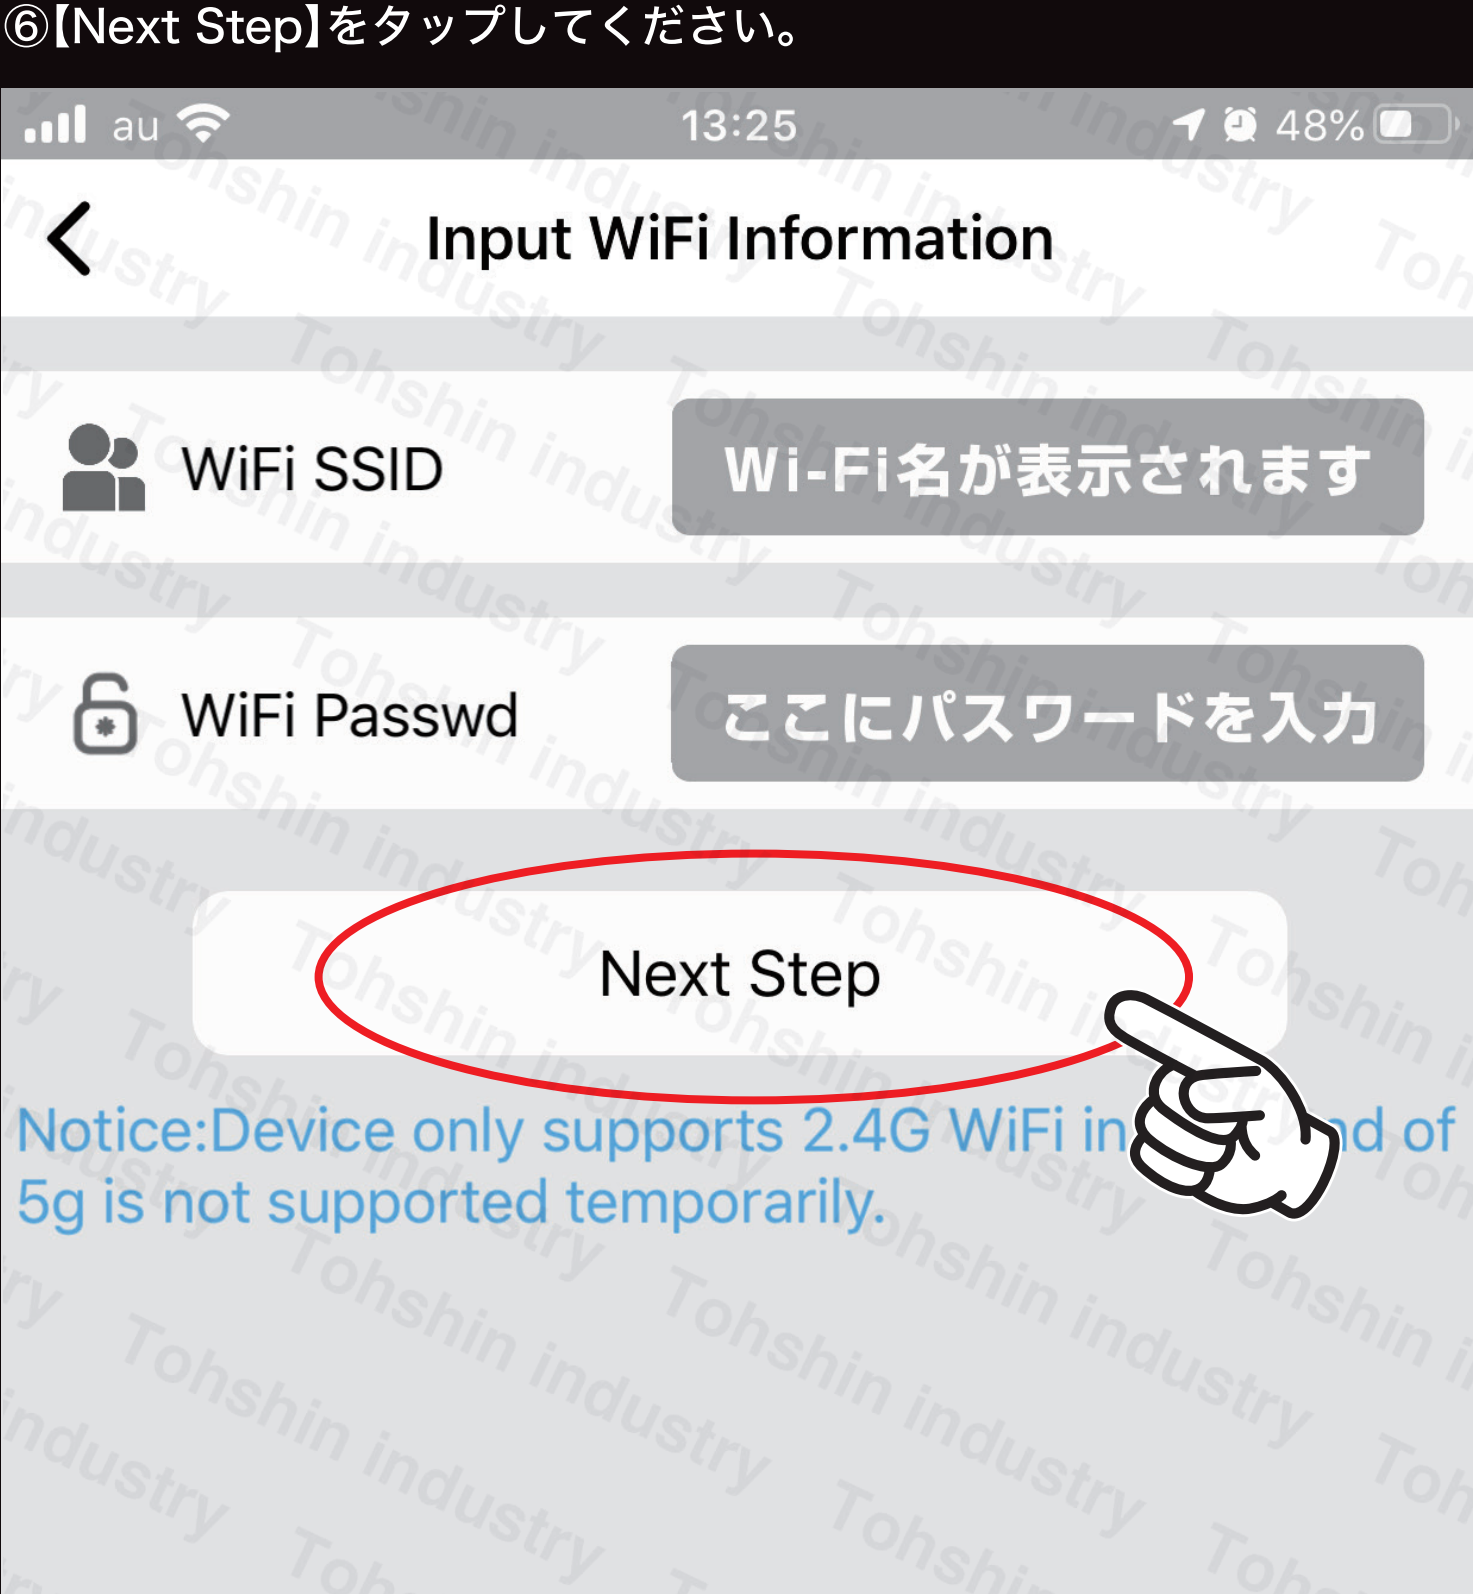 ⑥【Next Step】をタップしてください。
au 13:25 48%
Input WiFi Information
WiFi SSID Wi-Fi名が表示されます
WiFi Passwd ここにパスワードを入力
Next Step
Notice:Device only supports 2.4G WiFi in of
5g is not supported temporarily.
Tohshin industry